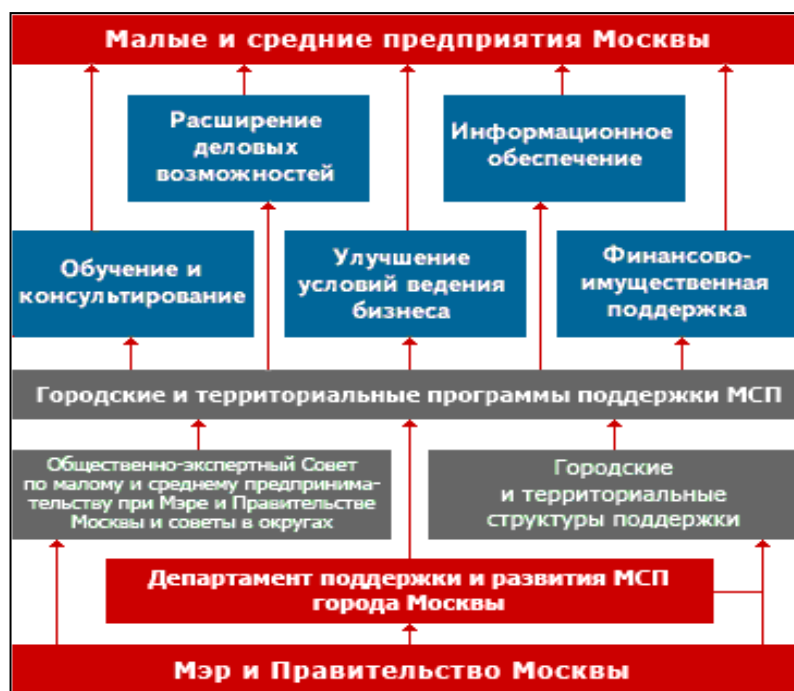 Малые и средние предприятия Москвы
Расширение
деловых
возможностей
Информационное
обеспечение
Обучение и
консультирование
Улучшение
условий ведения
бизнеса
Финансово-
имущественная
поддержка
Городские и территориальные программы поддержки МСП
Общественно-экспертный Совет
по малому и среднему предпринима-
тельству при Мэре и Правительстве
Москвы и советы в округах
Городские
и территориальные
структуры поддержки
Департамент поддержки и развития МСП
города Москвы
Мэр и Правительство Москвы